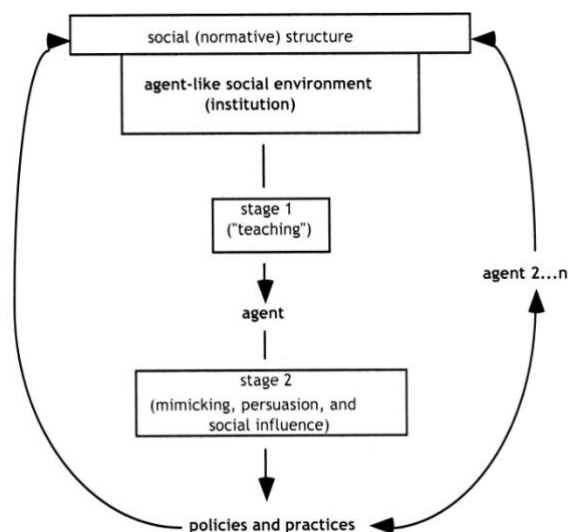 social (normative) structure
agent-like social environment
(institution)
stage 1
("teaching")
agent 2...n
agent
stage 2
(mimicking, persuasion, and
social influence)
policies and practices